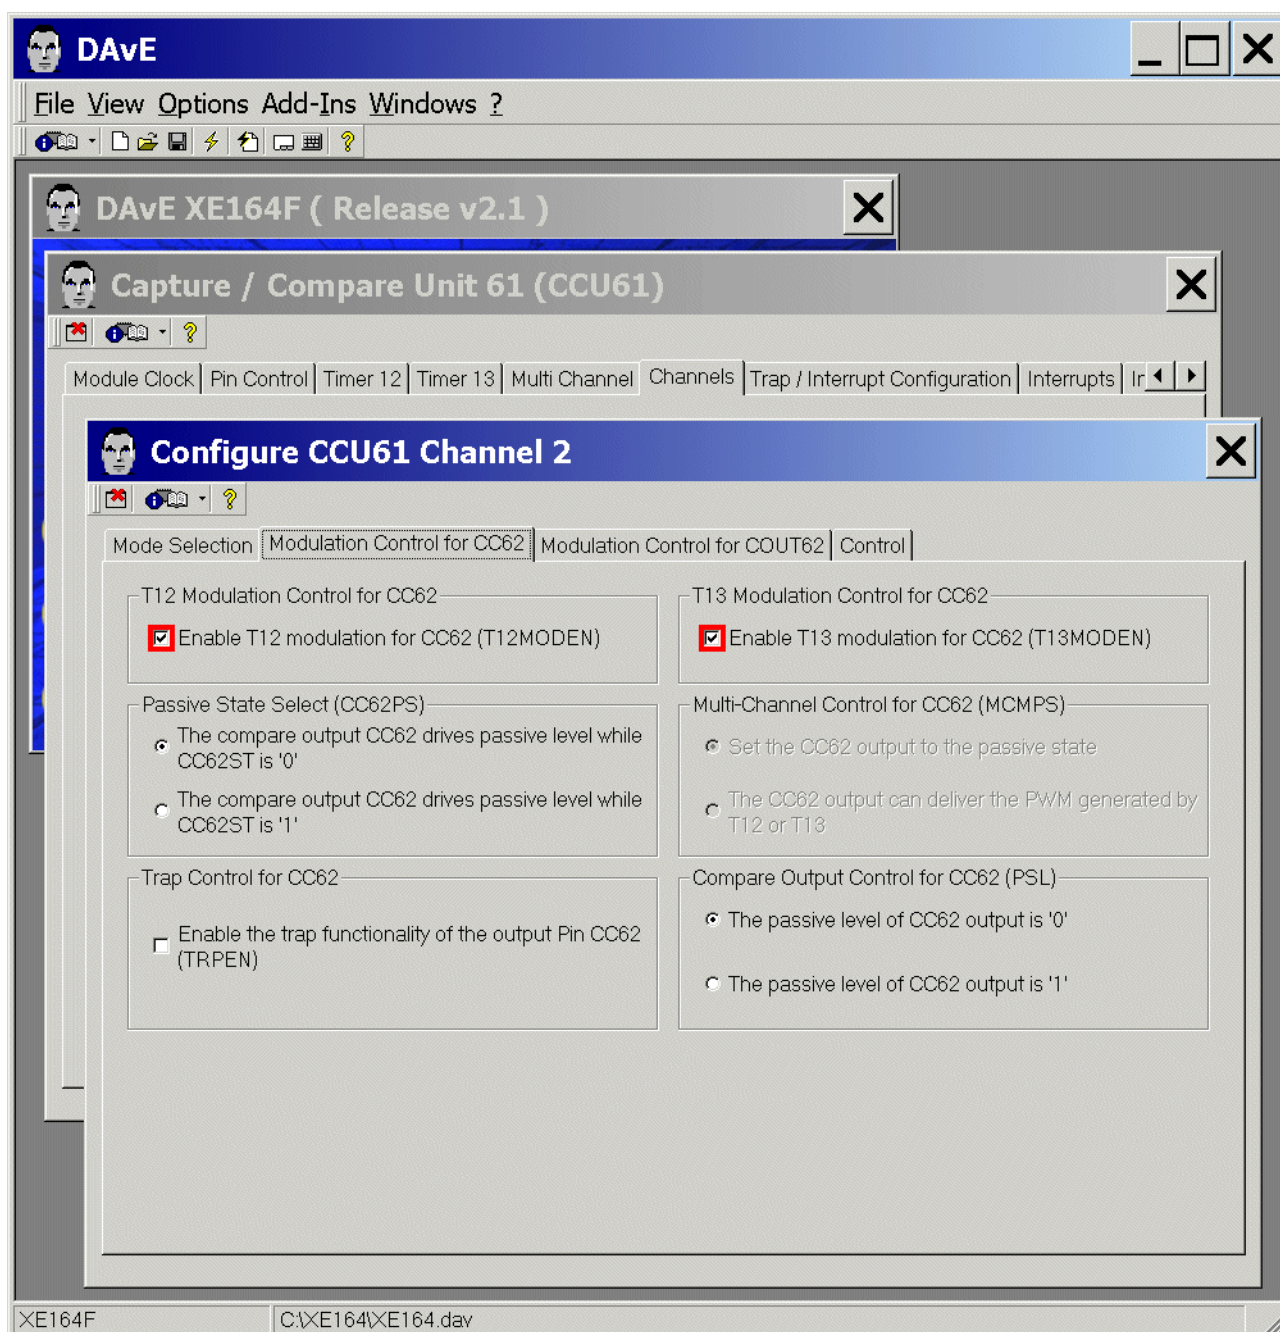 DAvE
File View Options Add-Ins Windows ?
DAvE XE164F ( Release v2.1 )
Capture / Compare Unit 61 (CCU61)
Module Clock Pin Control Timer 12 Timer 13 Multi Channel Channels Trap / Interrupt Configuration Interrupts
Configure CCU61 Channel 2
Mode Selection Modulation Control for CC62 Modulation Control for COUT62 Control
T12 Modulation Control for CC62
Enable T12 modulation for CC62 (T12MODEN)
T13 Modulation Control for CC62
Enable T13 modulation for CC62 (T13MODEN)
Passive State Select (CC62PS)
The compare output CC62 drives passive level while
CC62ST is '0'
The compare output CC62 drives passive level while
CC62ST is '1'
Multi-Channel Control for CC62 (MCMPS)
Set the CC62 output to the passive state
The CC62 output can deliver the PWM generated by
T12 or T13
Trap Control for CC62
Enable the trap functionality of the output Pin CC62
(TRPEN)
Compare Output Control for CC62 (PSL)
The passive level of CC62 output is '0'
The passive level of CC62 output is '1'
XE164F C:\XE164\XE164.dav